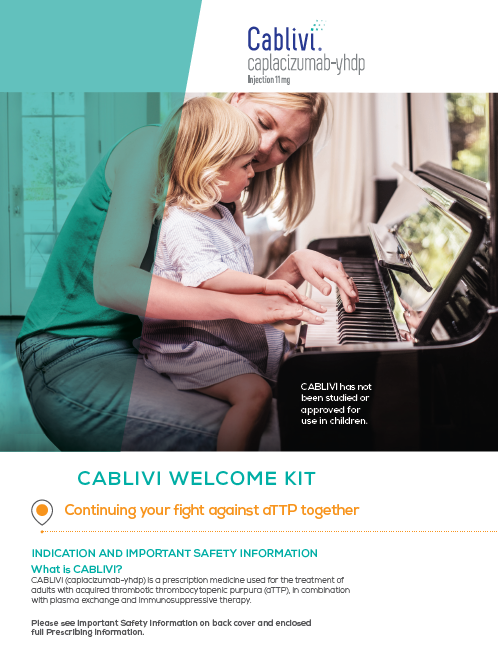 Cablivi.
caplacizumab-yhdp
Injection 11 mg
CABLIVI has not
been studied or
approved for
use in children.
CABLIVI WELCOME KIT
Continuing your fight against aTTP together
INDICATION AND IMPORTANT SAFETY INFORMATION
What is CABLIVI?
CABLIVI (caplacizumab-yhdp) is a prescription medicine used for the treatment of
adults with acquired thrombotic thrombocytopenic purpura (aTTP), in combination
with plasma exchange and immunosuppressive therapy.
Please see Important Safety Information on back cover and enclosed
full Prescribing Information.